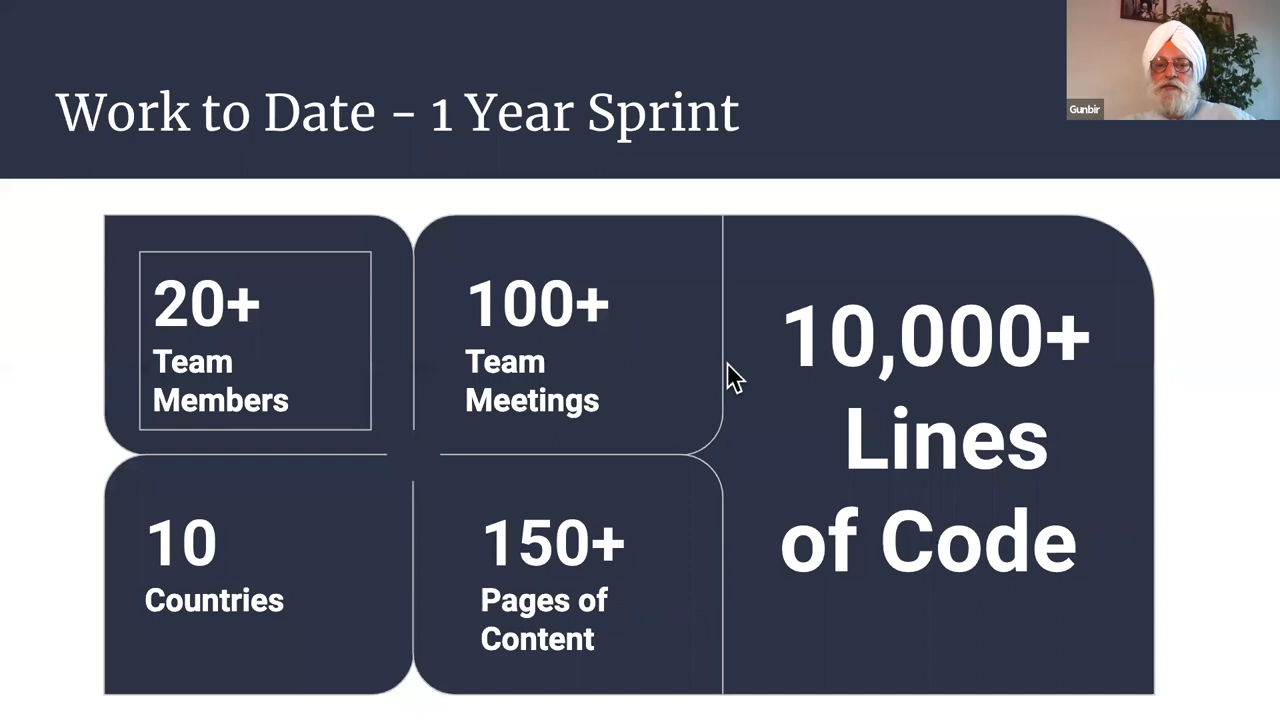 Work to Date - 1 Year Sprint
Gunbir
20+
Team
Members
100+
Team
Meetings
10,000+
Lines
of Code
10
Countries
150+
Pages of
Content